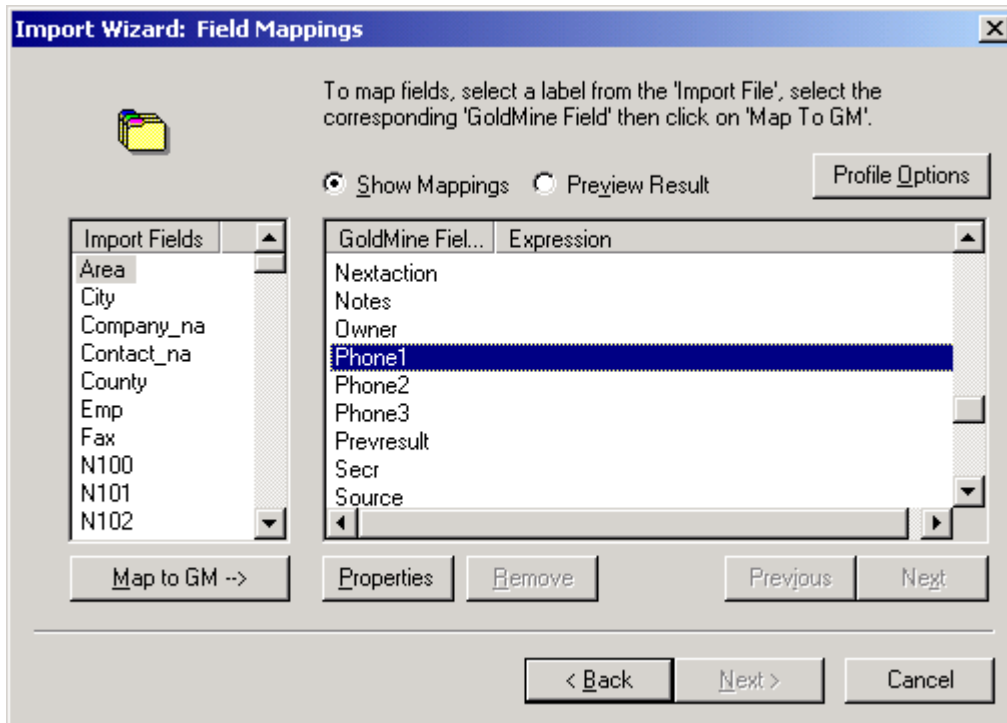 Import Wizard: Field Mappings
To map fields, select a label from the 'Import File', select the
corresponding 'GoldMine Field' then click on 'Map To GM'.
Show Mappings
Preview Result
Profile Options
Import Fields
Area
City
Company_na
Contact_na
County
Emp
Fax
N100
N101
N102
GoldMine Fiel... Expression
Nextaction
Notes
Owner
Phone1
Phone2
Phone3
Prevresult
Secr
Source
Map to GM -->
Properties
Remove
Previous
Next
< Back
Next >
Cancel